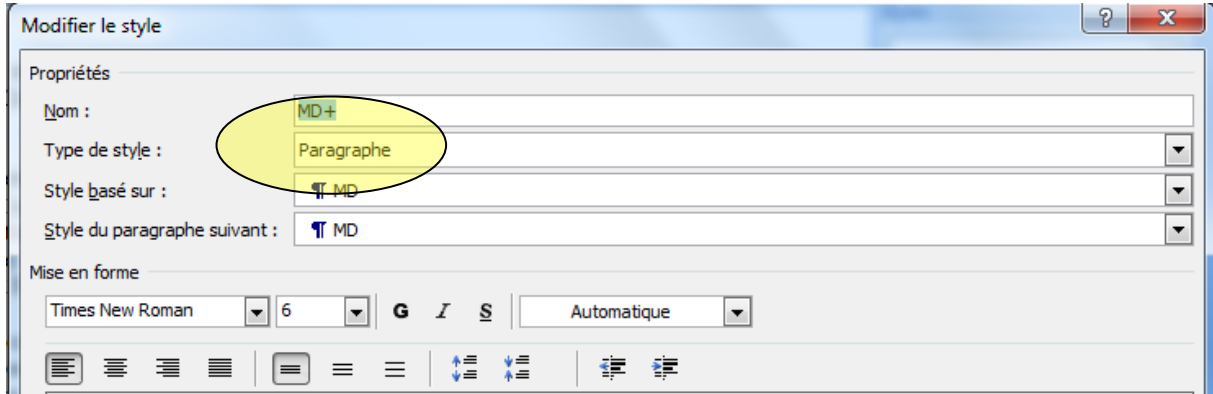 Modifier le style
Propriétés
Nom : MD+
Type de style : Paragraphe
Style basé sur : ¶ MD
Style du paragraphe suivant : ¶ MD
Mise en forme
Times New Roman 6 G I S Automatique